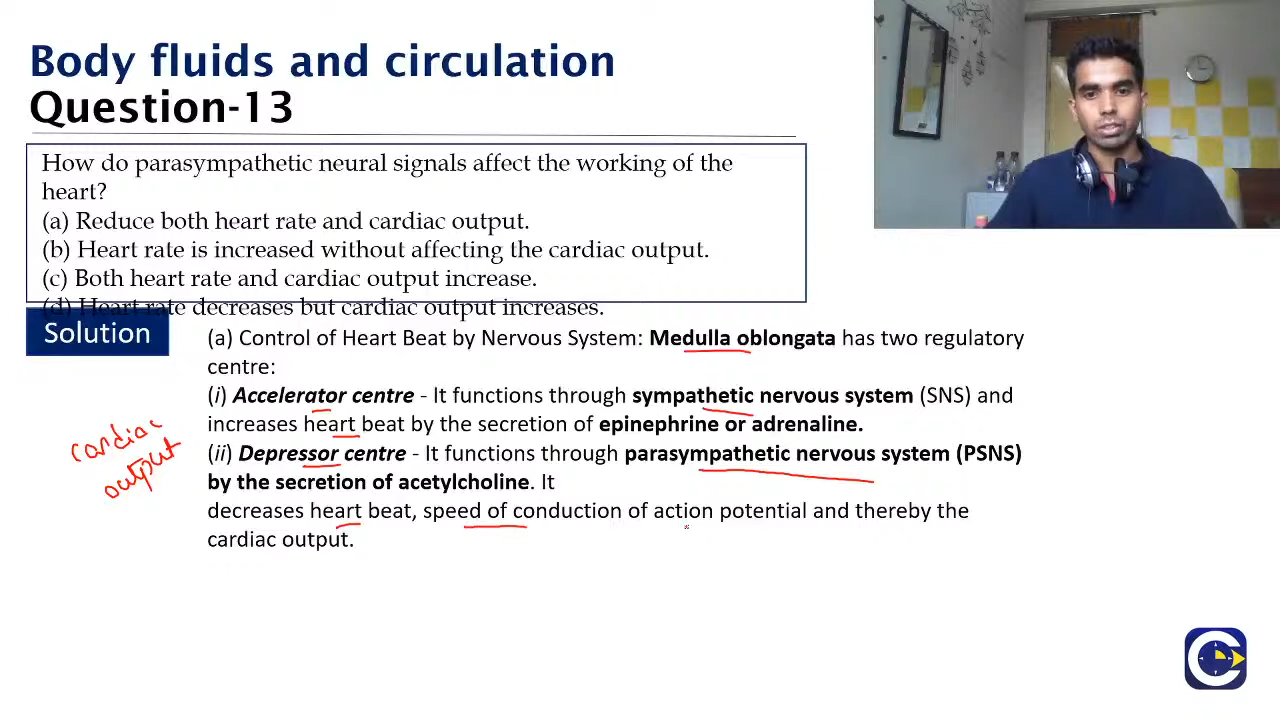 Body fluids and circulation
Question-13
How do parasympathetic neural signals affect the working of the
heart?
(a) Reduce both heart rate and cardiac output.
(b) Heart rate is increased without affecting the cardiac output.
(c) Both heart rate and cardiac output increase.
(d) Heart rate decreases but cardiac output increases.
Solution
(a) Control of Heart Beat by Nervous System: Medulla oblongata has two regulatory
centre:
(i) Accelerator centre - It functions through sympathetic nervous system (SNS) and
increases heart beat by the secretion of epinephrine or adrenaline.
(ii) Depressor centre - It functions through parasympathetic nervous system (PSNS)
by the secretion of acetylcholine. It
decreases heart beat, speed of conduction of action potential and thereby the
cardiac output.
cardiac
output